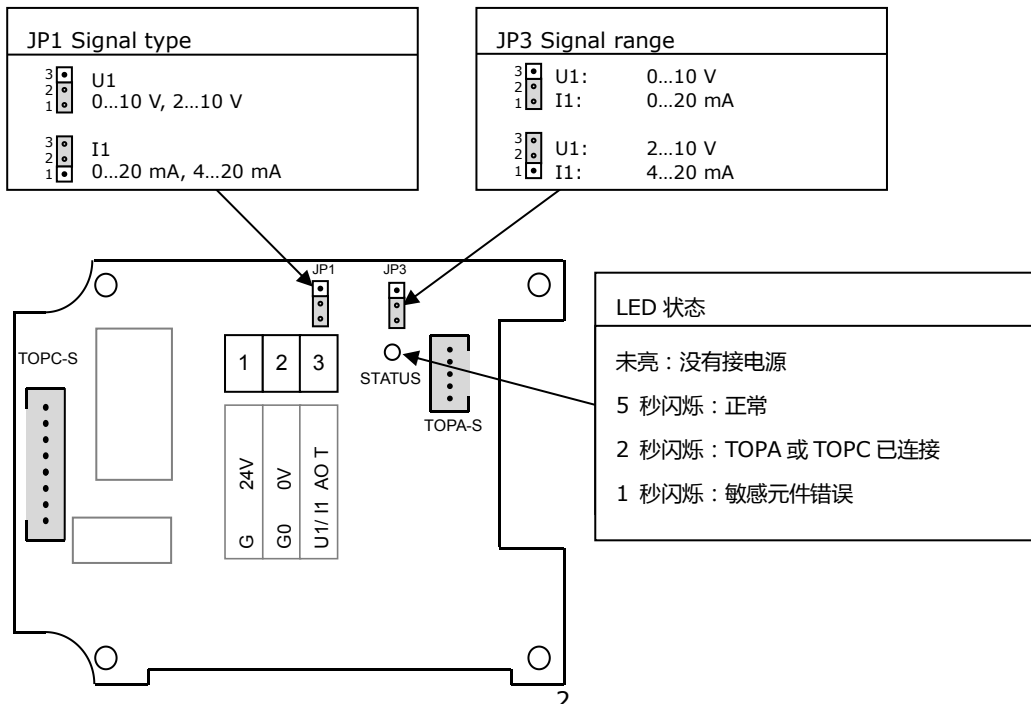 JP1 Signal type
3
2
1
U1
0...10 V, 2...10 V
3
2
1
I1
0...20 mA, 4...20 mA
JP3 Signal range
3
2
1
U1: 0...10 V
I1: 0...20 mA
3
2
1
U1: 2...10 V
I1: 4...20 mA
JP1
JP3
TOPC-S
1 2 3
STATUS
TOPA-S
G 24V
G0 0V
U1/ I1 AO T
LED 状态
未亮：没有接电源
5 秒闪烁：正常
2 秒闪烁：TOPA 或 TOPC 已连接
1 秒闪烁：敏感元件错误
2